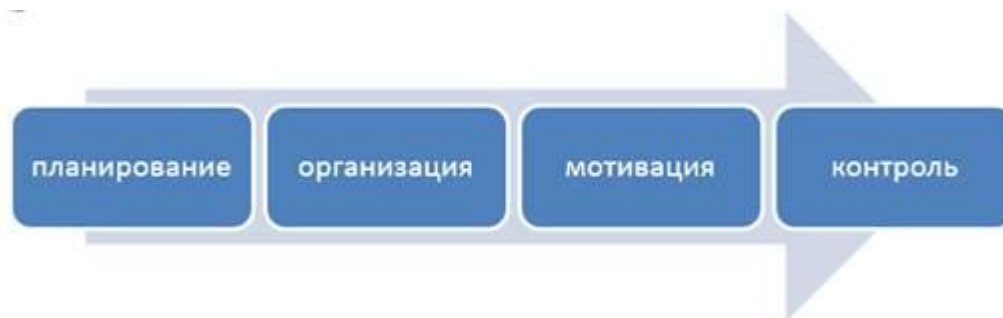 планирование
организация
мотивация
контроль